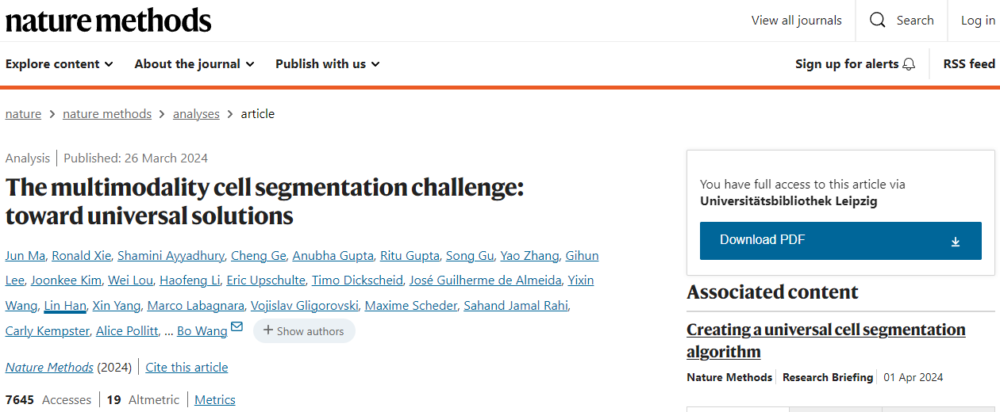 nature methods
View all journals
Search
Log in
Explore content
About the journal
Publish with us
Sign up for alerts
RSS feed
nature > nature methods > analyses > article
Analysis | Published: 26 March 2024
The multimodality cell segmentation challenge:
toward universal solutions
Jun Ma, Ronald Xie, Shamini Ayyadhury, Cheng Ge, Anubha Gupta, Ritu Gupta, Song Gu, Yao Zhang, Gihun
Lee, Joonkee Kim, Wei Lou, Haofeng Li, Eric Upschulte, Timo Dickscheid, José Guilherme de Almeida, Yixin
Wang, Lin Han, Xin Yang, Marco Labagnara, Vojislav Gligorovski, Maxime Scheder, Sahand Jamal Rahi,
Carly Kempster, Alice Pollitt, ... Bo Wang + Show authors
Nature Methods (2024) | Cite this article
7645 Accesses | 19 Altmetric | Metrics
You have full access to this article via
Universitätsbibliothek Leipzig
Download PDF
Associated content
Creating a universal cell segmentation
algorithm
Nature Methods | Research Briefing | 01 Apr 2024